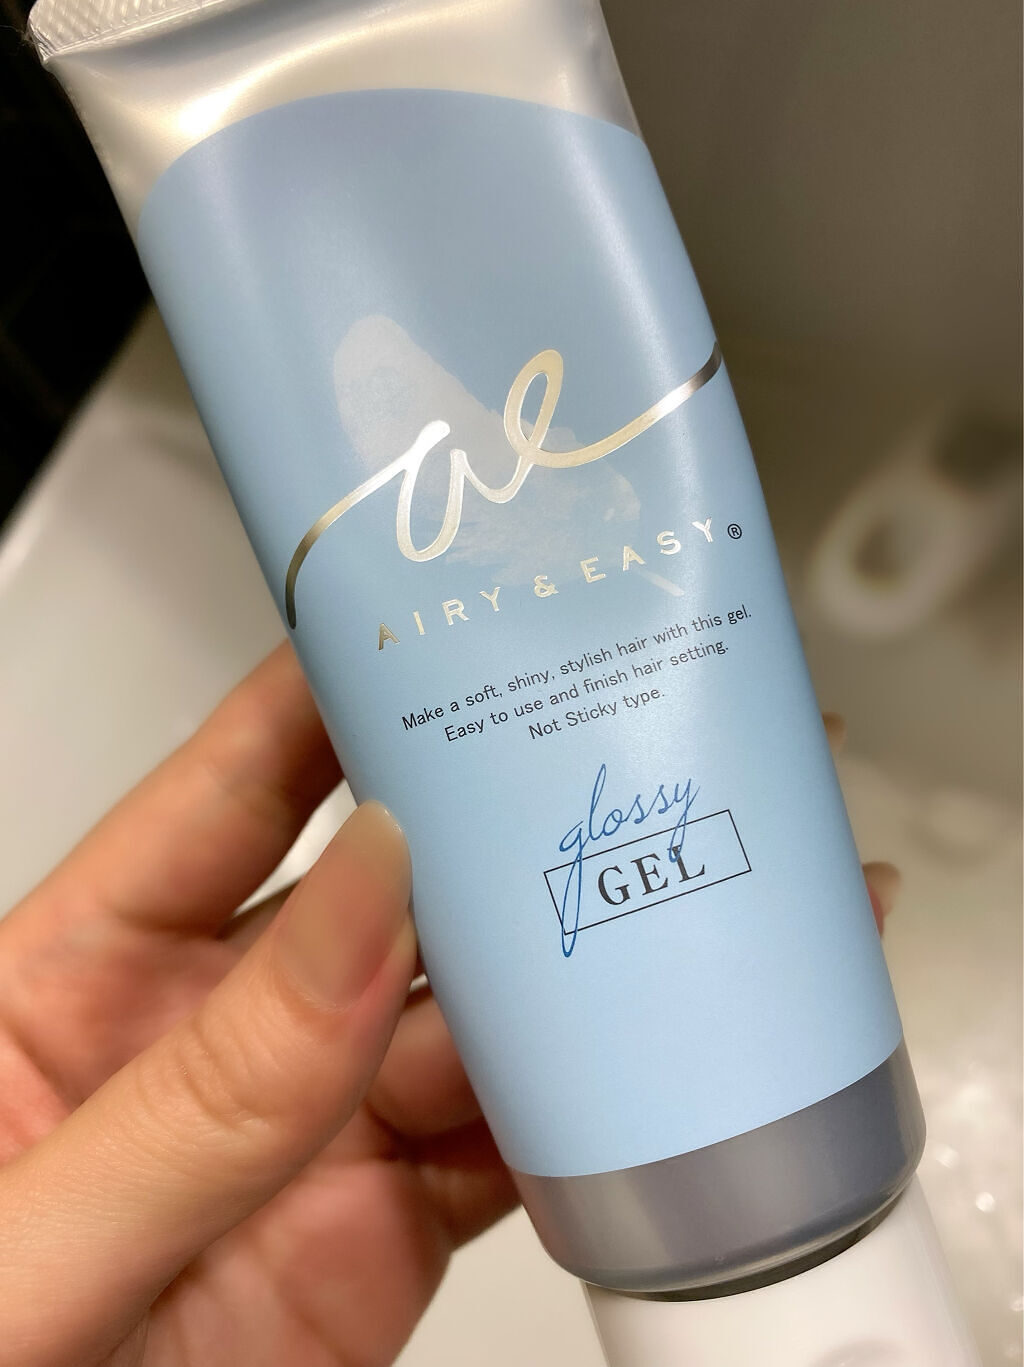 ae
AIRY & EASY®
Make a soft, shiny, stylish hair with this gel.
Easy to use and finish hair setting.
Not Sticky type.
glossy
GEL